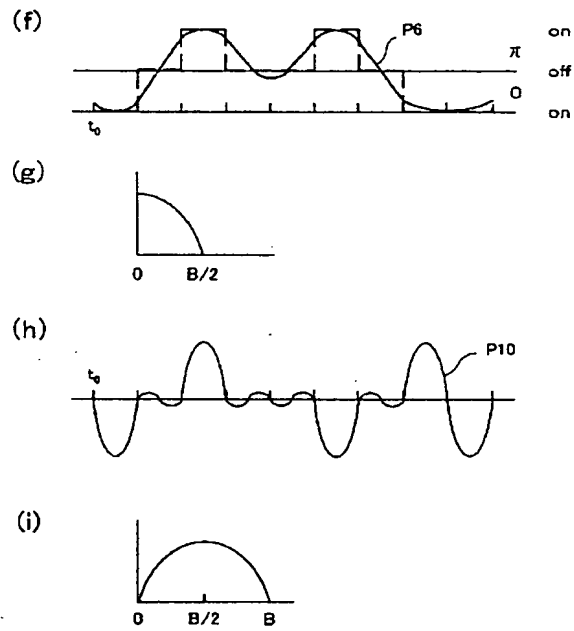 (f)
P6
on
π
off
0
on
t₀
(g)
0 B/2
(h)
t₀
P10
(i)
0 B/2 B